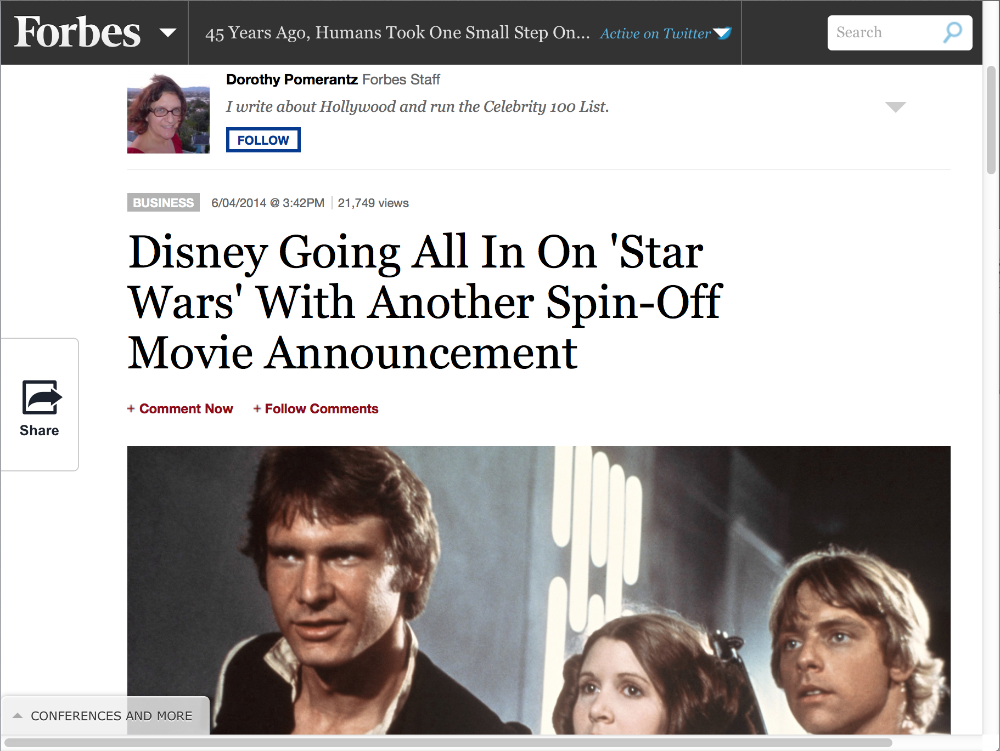 Forbes
45 Years Ago, Humans Took One Small Step On... Active on Twitter
Search
Dorothy Pomerantz Forbes Staff
I write about Hollywood and run the Celebrity 100 List.
FOLLOW
BUSINESS 6/04/2014 @ 3:42PM 21,749 views
Disney Going All In On 'Star
Wars' With Another Spin-Off
Movie Announcement
+ Comment Now + Follow Comments
Share
CONFERENCES AND MORE